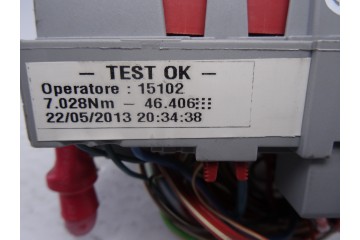 – TEST OK –
Operatore : 15102
7.028Nm – 46.406
22/05/2013 20:34:38